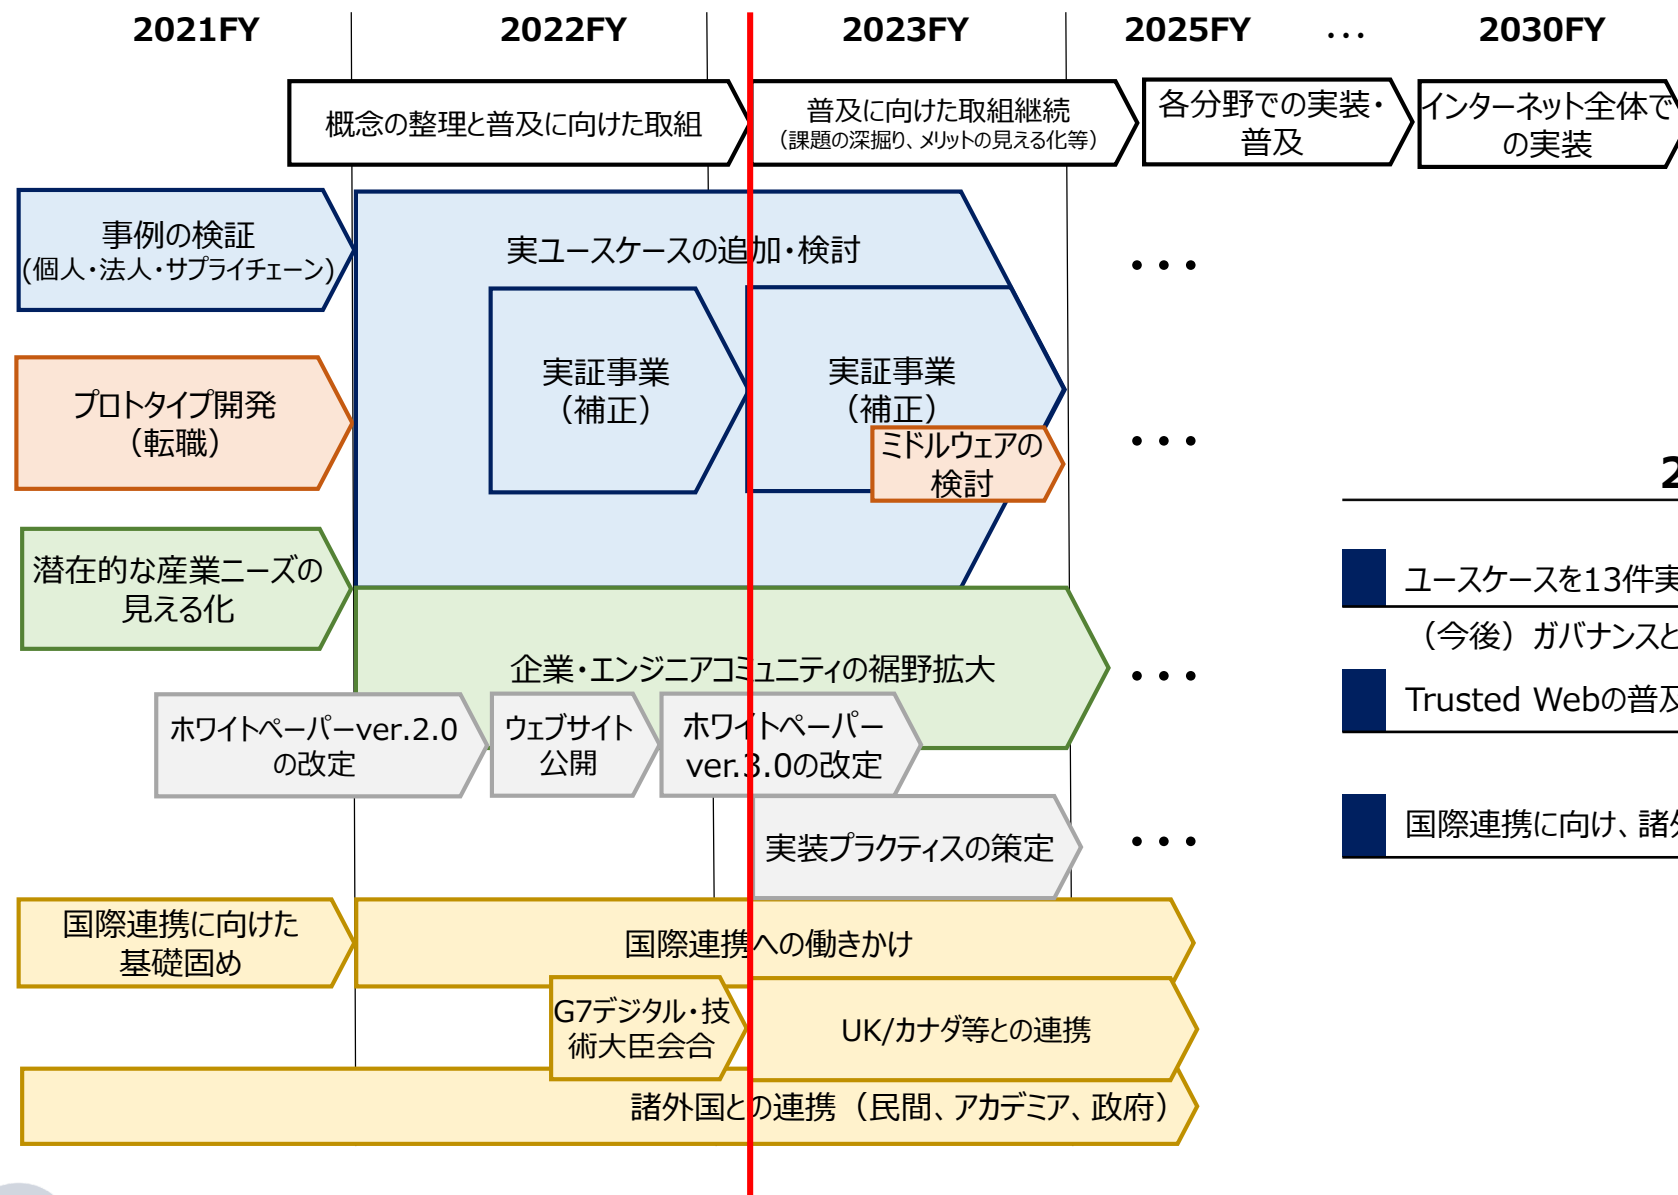 2021FY
2022FY
2023FY
2025FY
…
2030FY
概念の整理と普及に向けた取組
普及に向けた取組継続
（課題の深掘り、メリットの見える化等）
各分野での実装・
普及
インターネット全体で
の実装
事例の検証
(個人・法人・サプライチェーン)
実ユースケースの追加・検討
…
実証事業
（補正）
実証事業
（補正）
プロトタイプ開発
（転職）
ミドルウェアの
検討
…
潜在的な産業ニーズの
見える化
企業・エンジニアコミュニティの裾野拡大
…
ホワイトペーパーver.2.0
の改定
ウェブサイト
公開
ホワイトペーパー
ver.3.0の改定
実装プラクティスの策定
…
国際連携に向けた
基礎固め
国際連携への働きかけ
G7デジタル・技
術大臣会合
UK/カナダ等との連携
諸外国との連携（民間、アカデミア、政府）
2
ユースケースを13件実
（今後）ガバナンスと
Trusted Webの普及
国際連携に向け、諸外